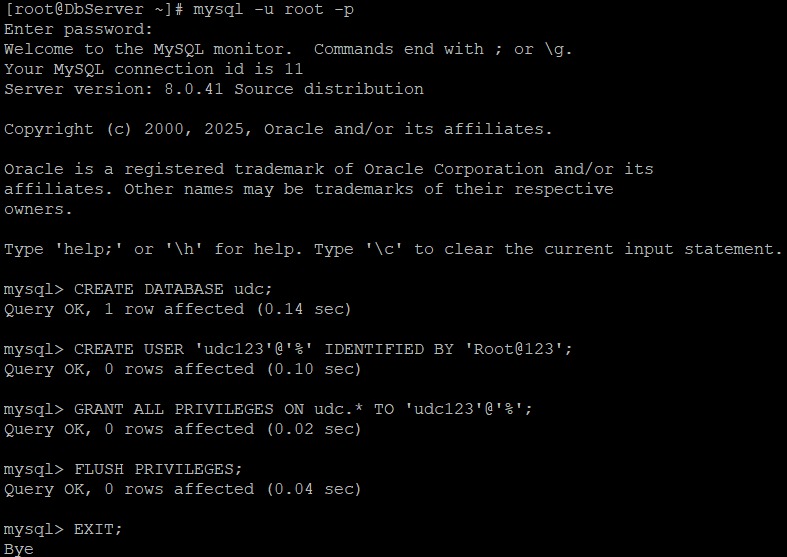 [root@DbServer ~]# mysql -u root -p
Enter password:
Welcome to the MySQL monitor.  Commands end with ; or \g.
Your MySQL connection id is 11
Server version: 8.0.41 Source distribution

Copyright (c) 2000, 2025, Oracle and/or its affiliates.

Oracle is a registered trademark of Oracle Corporation and/or its
affiliates. Other names may be trademarks of their respective
owners.

Type 'help;' or '\h' for help. Type '\c' to clear the current input statement.

mysql> CREATE DATABASE udc;
Query OK, 1 row affected (0.14 sec)

mysql> CREATE USER 'udc123'@'%' IDENTIFIED BY 'Root@123';
Query OK, 0 rows affected (0.10 sec)

mysql> GRANT ALL PRIVILEGES ON udc.* TO 'udc123'@'%';
Query OK, 0 rows affected (0.02 sec)

mysql> FLUSH PRIVILEGES;
Query OK, 0 rows affected (0.04 sec)

mysql> EXIT;
Bye